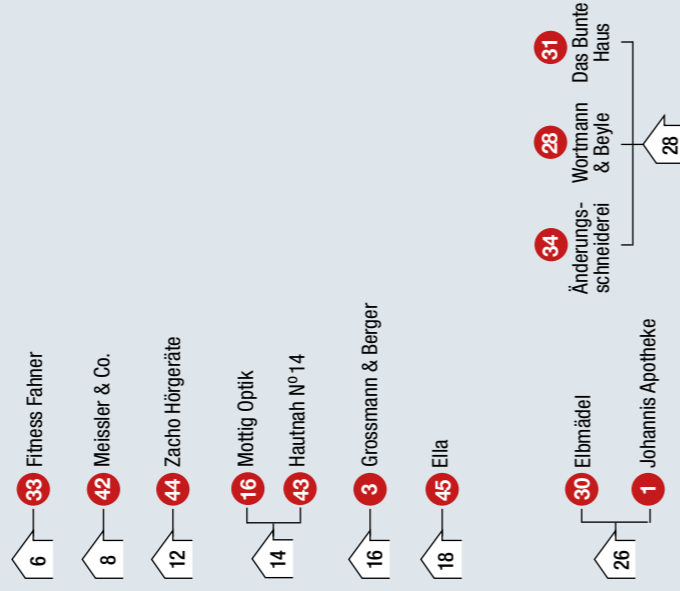 6
33 Fitness Fahner
8
42 Meissler & Co.
12
44 Zacho Hörgeräte
14
16 Mottig Optik
43 Hautnah Nº 14
16
3 Grossmann & Berger
18
45 Ella
26
30 Elbmädel
1 Johannis Apotheke
28
34
Änderungs-
schneiderei
28
Wortmann
& Beyle
31
Das Bunte
Haus